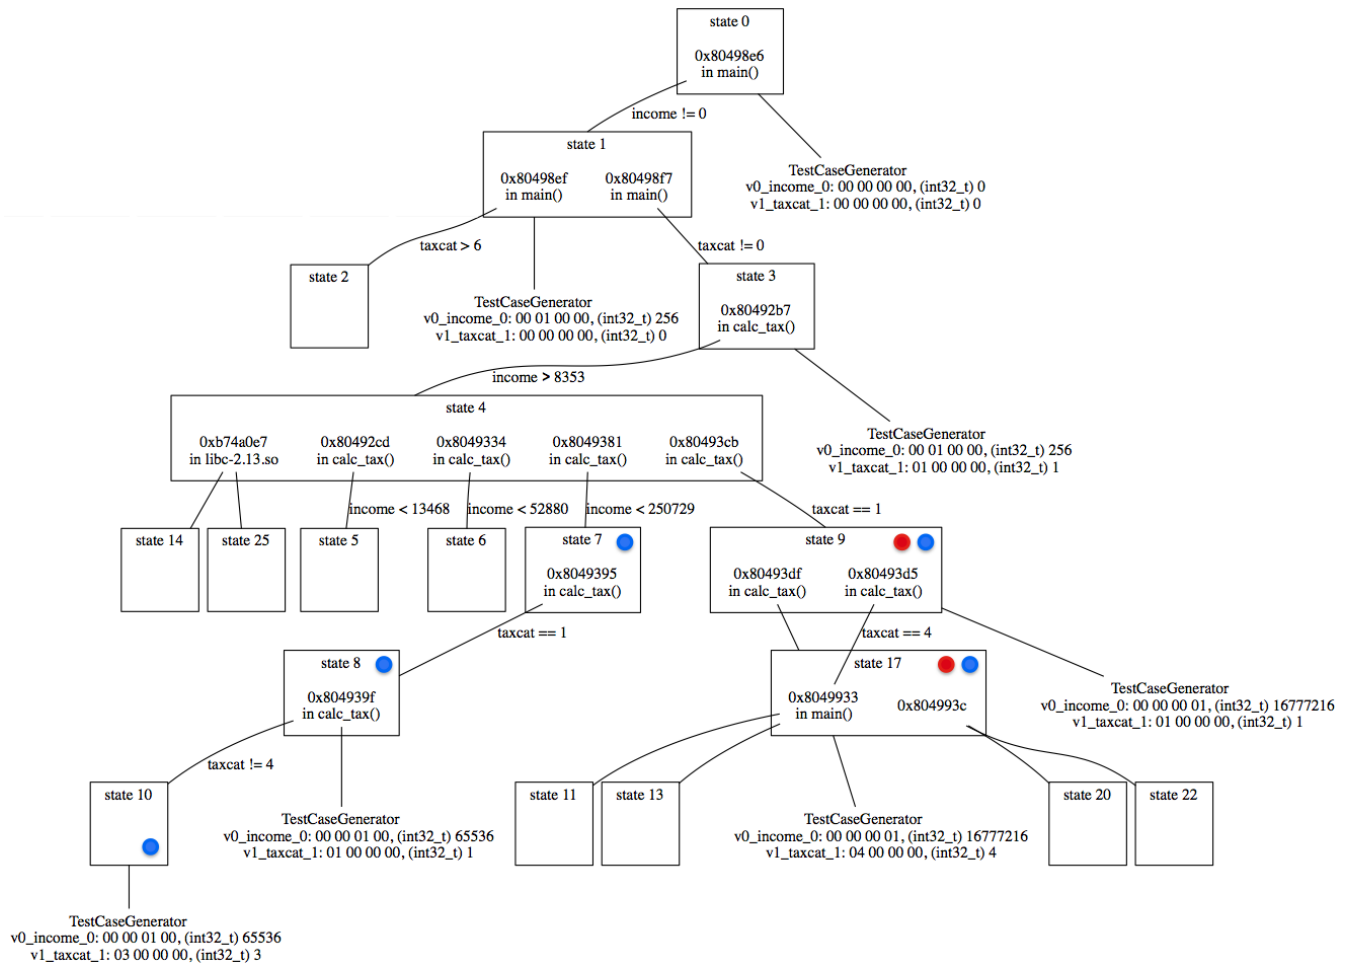 state 0
0x80498e6
in main()
income != 0
state 1
0x80498ef
in main()
0x80498f7
in main()
TestCaseGenerator
v0_income_0: 00 00 00 00, (int32_t) 0
v1_taxcat_1: 00 00 00 00, (int32_t) 0
taxcat > 6
taxcat != 0
state 2
TestCaseGenerator
v0_income_0: 00 01 00 00, (int32_t) 256
v1_taxcat_1: 00 00 00 00, (int32_t) 0
state 3
0x80492b7
in calc_tax()
income > 8353
state 4
0xb74a0e7
in libc-2.13.so
0x80492cd
in calc_tax()
0x8049334
in calc_tax()
0x8049381
in calc_tax()
0x80493cb
in calc_tax()
TestCaseGenerator
v0_income_0: 00 01 00 00, (int32_t) 256
v1_taxcat_1: 01 00 00 00, (int32_t) 1
income < 13468
income < 52880
income < 250729
taxcat == 1
state 14
state 25
state 5
state 6
state 7
0x8049395
in calc_tax()
state 9
0x80493df
in calc_tax()
0x80493d5
in calc_tax()
taxcat == 1
taxcat == 4
state 8
0x804939f
in calc_tax()
state 17
0x8049933
in main()
0x804993c
TestCaseGenerator
v0_income_0: 00 00 00 01, (int32_t) 16777216
v1_taxcat_1: 01 00 00 00, (int32_t) 1
taxcat != 4
state 10
TestCaseGenerator
v0_income_0: 00 00 01 00, (int32_t) 65536
v1_taxcat_1: 01 00 00 00, (int32_t) 1
state 11
state 13
TestCaseGenerator
v0_income_0: 00 00 00 01, (int32_t) 16777216
v1_taxcat_1: 04 00 00 00, (int32_t) 4
state 20
state 22
TestCaseGenerator
v0_income_0: 00 00 01 00, (int32_t) 65536
v1_taxcat_1: 03 00 00 00, (int32_t) 3